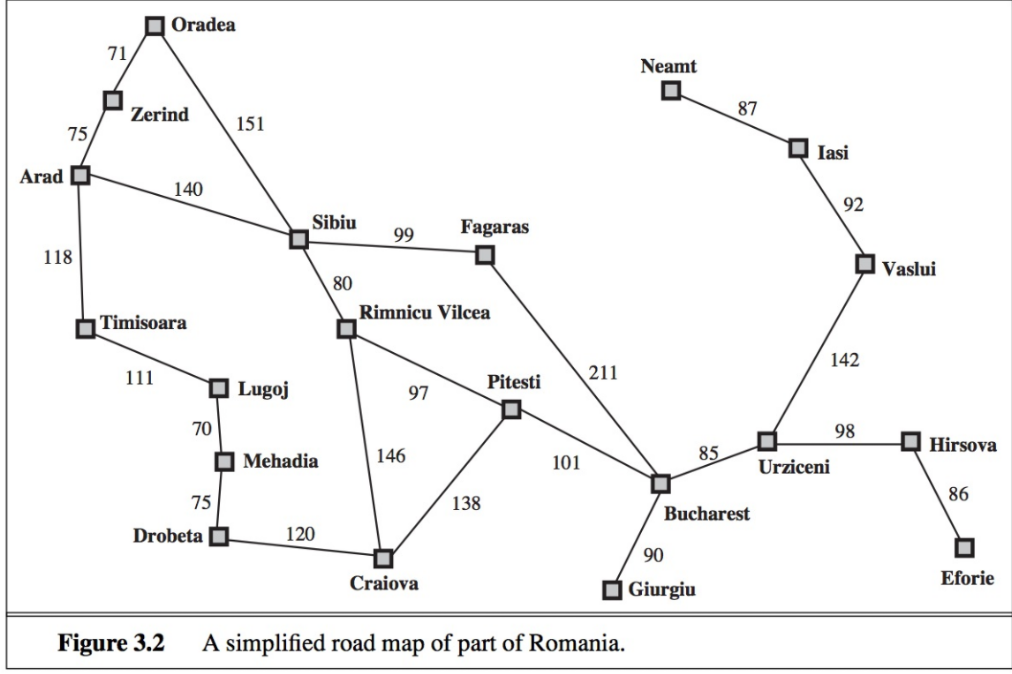 Oradea
71
Neamt
Zerind
87
75
151
Iasi
Arad
140
92
Sibiu
99
Fagaras
118
Vaslui
80
Timisoara
Rimnicu Vilcea
142
111
Lugoj
97
Pitesti
211
70
98
Hirsova
Mehadia
146
101
85
Urziceni
75
138
86
Bucharest
Drobeta
120
90
Eforie
Craiova
Giurgiu
Figure 3.2 A simplified road map of part of Romania.